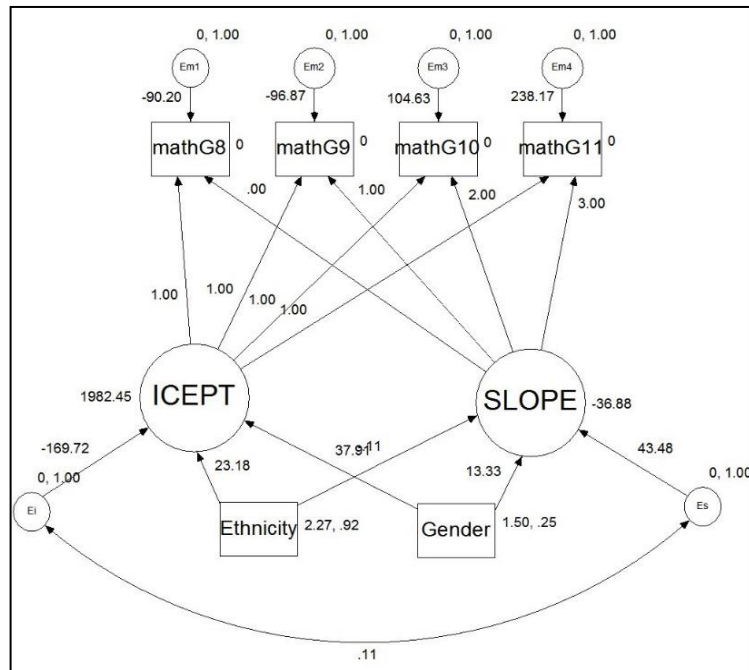 0, 1.00 0, 1.00 0, 1.00 0, 1.00
Em1 Em2 Em3 Em4
-90.20 -96.87 104.63 238.17
mathG8 0 mathG9 0 mathG10 0 mathG11 0
.00 1.00 2.00 3.00
1.00 1.00 1.00 1.00
1982.45 ICEPT SLOPE -36.88
-169.72 23.18 37.91 .11 13.33 43.48
0, 1.00 0, 1.00
Ei Ethnicity 2.27, .92 Gender 1.50, .25 Es
.11